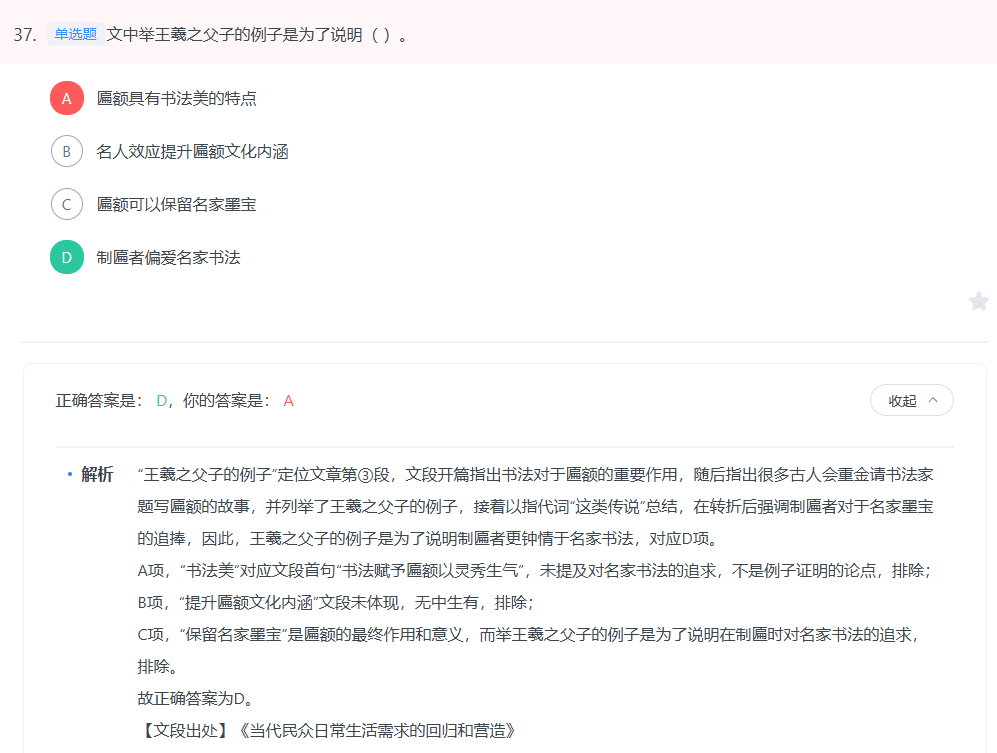 37. 单选题 文中举王羲之父子的例子是为了说明（ ）。
A 匾额具有书法美的特点
B 名人效应提升匾额文化内涵
C 匾额可以保留名家墨宝
D 制匾者偏爱名家书法
正确答案是： D，你的答案是： A
收起
• 解析 “王羲之父子的例子”定位文章第③段，文段开篇指出书法对于匾额的重要作用，随后指出很多古人会重金请书法家
题写匾额的故事，并列举了王羲之父子的例子，接着以指代词“这类传说”总结，在转折后强调制匾者对于名家墨宝
的追捧，因此，王羲之父子的例子是为了说明制匾者更钟情于名家书法，对应D项。
A项，“书法美”对应文段首句“书法赋予匾额以灵秀生气”，未提及对名家书法的追求，不是例子证明的论点，排除；
B项，“提升匾额文化内涵”文段未体现，无中生有，排除；
C项，“保留名家墨宝”是匾额的最终作用和意义，而举王羲之父子的例子是为了说明在制匾时对名家书法的追求，
排除。
故正确答案为D。
【文段出处】《当代民众日常生活需求的回归和营造》